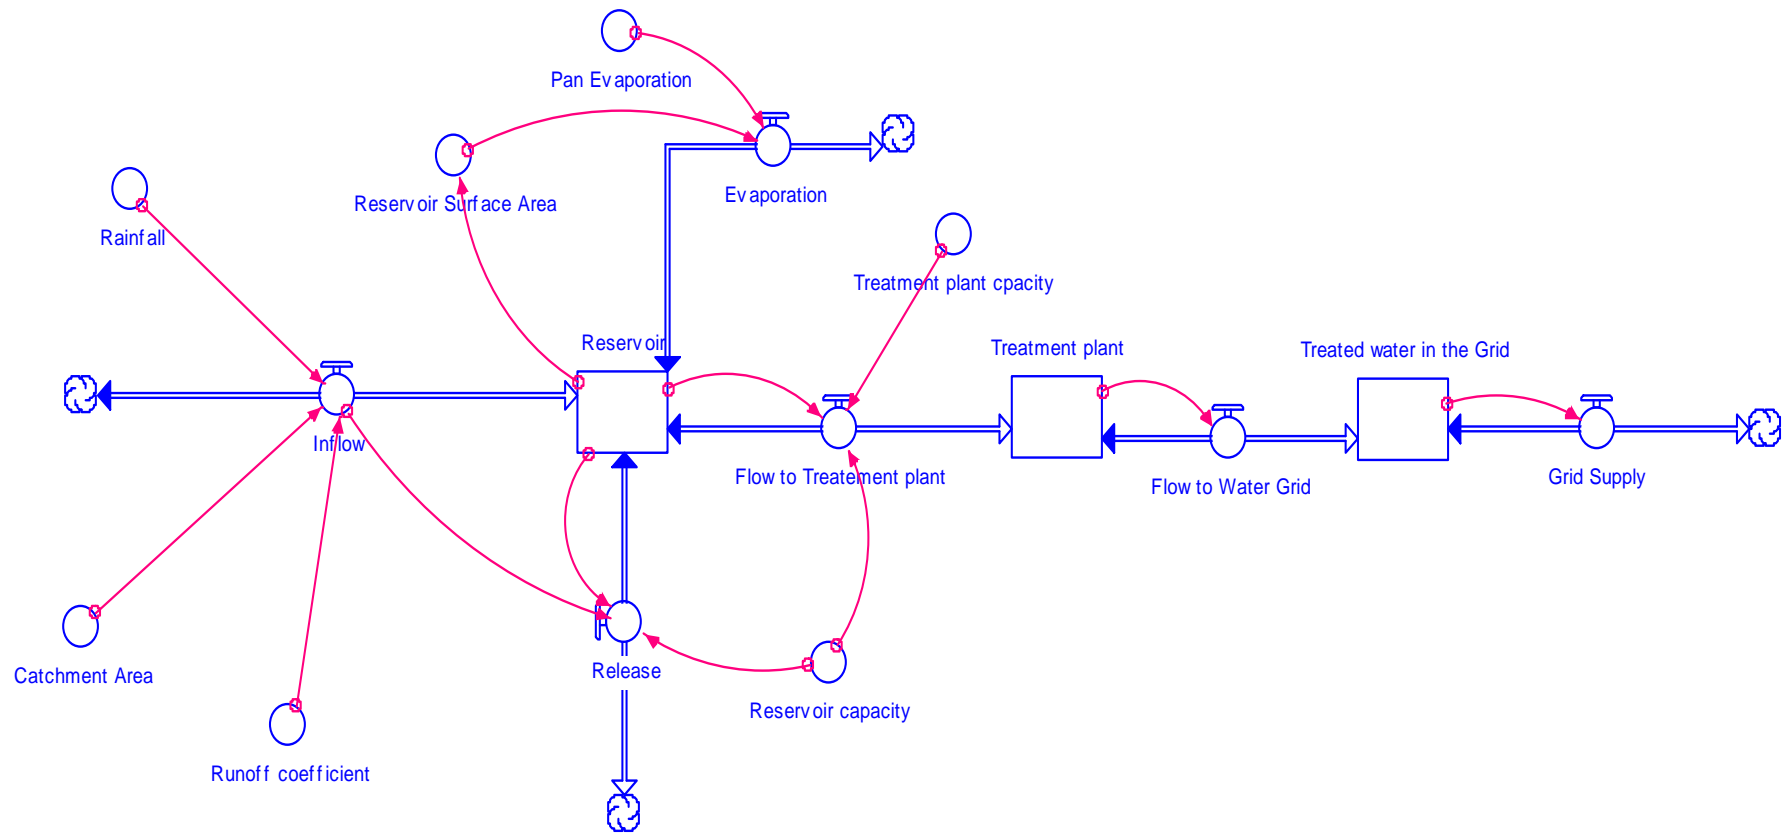 Pan Evaporation
Evaporation
Reservoir Surface Area
Rainfall
Treatment plant cpacity
Reservoir
Treatment plant
Treated water in the Grid
Inflow
Flow to Treatement plant
Flow to Water Grid
Grid Supply
Release
Catchment Area
Reservoir capacity
Runoff coefficient